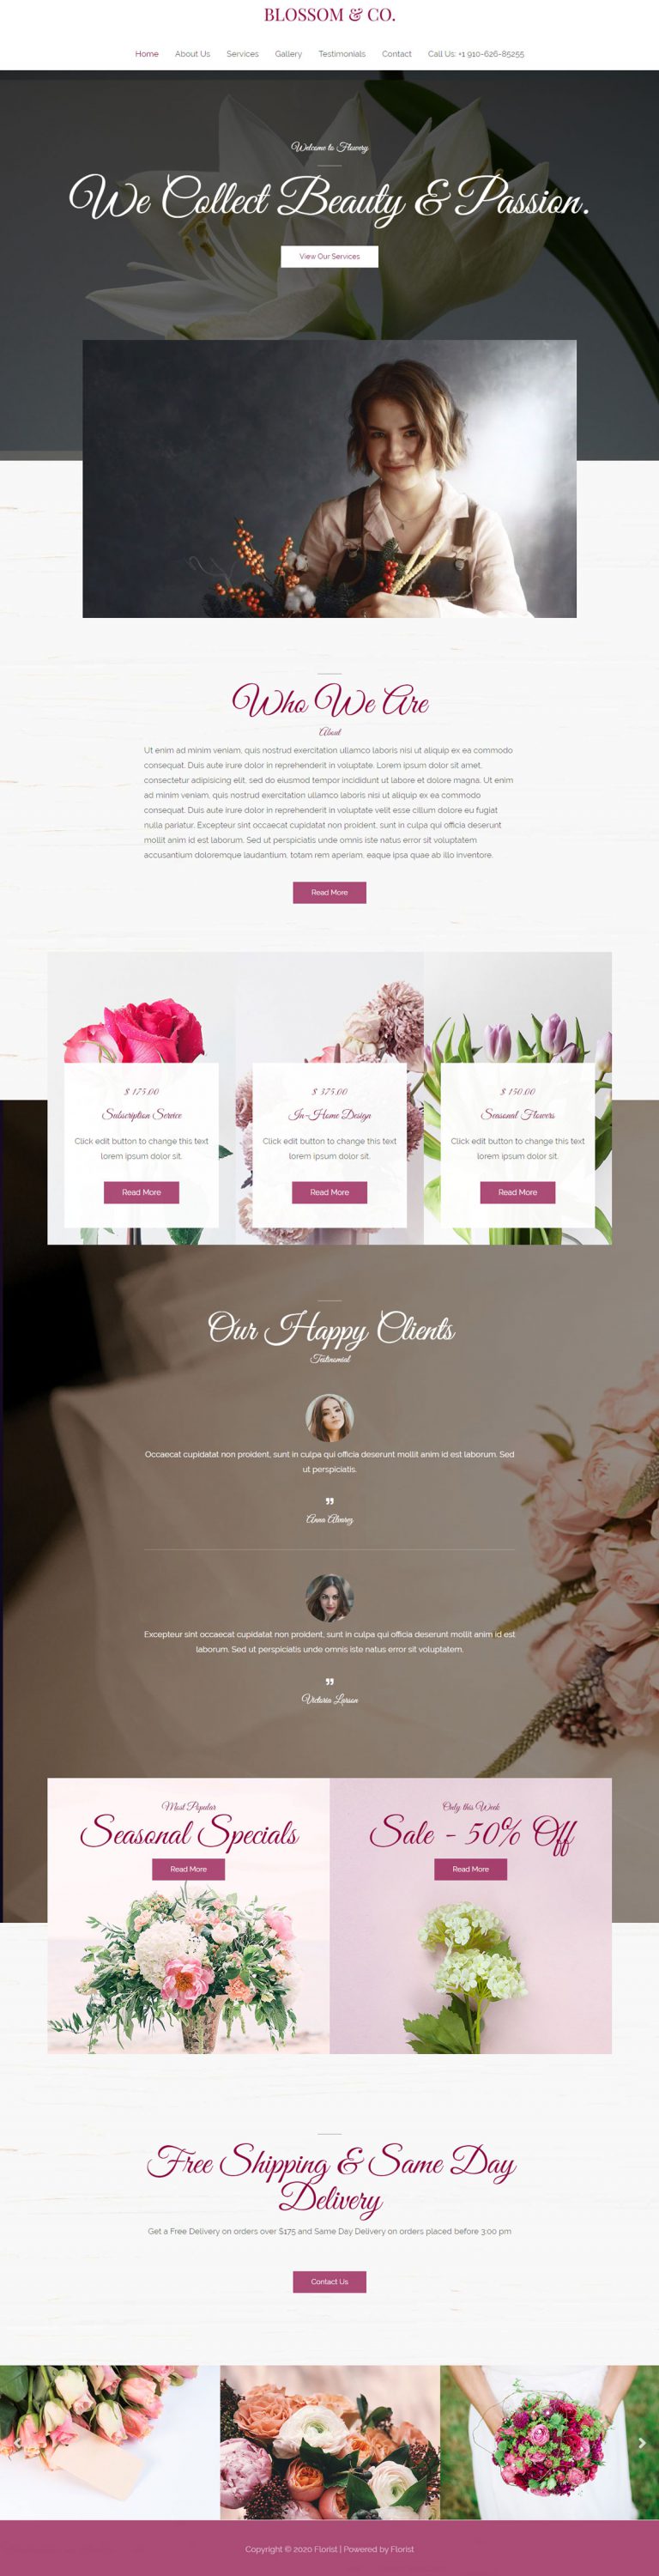 BLOSSOM & CO.
Home About Us Services Gallery Testimonials Contact Call Us: +1 910-626-85255
Welcome to Flowery
We Collect Beauty & Passion.
View Our Services
Who We Are
About
Ut enim ad minim veniam, quis nostrud exercitation ullamco laboris nisi ut aliquip ex ea commodo
consequat. Duis aute irure dolor in reprehenderit in voluptate. Lorem ipsum dolor sit amet,
consectetur adipisicing elit, sed do eiusmod tempor incididunt ut labore et dolore magna. Ut enim
ad minim veniam, quis nostrud exercitation ullamco laboris nisi ut aliquip ex ea commodo
consequat. Duis aute irure dolor in reprehenderit in voluptate velit esse cillum dolore eu fugiat
nulla pariatur. Excepteur sint occaecat cupidatat non proident, sunt in culpa qui officia deserunt
mollit anim id est laborum. Sed ut perspiciatis unde omnis iste natus error sit voluptatem
accusantium doloremque laudantium, totam rem aperiam, eaque ipsa quae ab illo inventore.
Read More
$ 175.00
Subscription Service
Click edit button to change this text
lorem ipsum dolor sit.
Read More
$ 375.00
In-Home Design
Click edit button to change this text
lorem ipsum dolor sit.
Read More
$ 150.00
Seasonal Flowers
Click edit button to change this text
lorem ipsum dolor sit.
Read More
Our Happy Clients
Testimonial
Occaecat cupidatat non proident, sunt in culpa qui officia deserunt mollit anim id est laborum. Sed
ut perspiciatis.
”
Anna Alvarez
Excepteur sint occaecat cupidatat non proident, sunt in culpa qui officia deserunt mollit anim id est
laborum. Sed ut perspiciatis unde omnis iste natus error sit voluptatem.
”
Victoria Larson
Most Popular
Seasonal Specials
Read More
Only this Week
Sale - 50% Off
Read More
Free Shipping & Same Day
Delivery
Get a Free Delivery on orders over $175 and Same Day Delivery on orders placed before 3:00 pm
Contact Us
Copyright © 2020 Florist | Powered by Florist